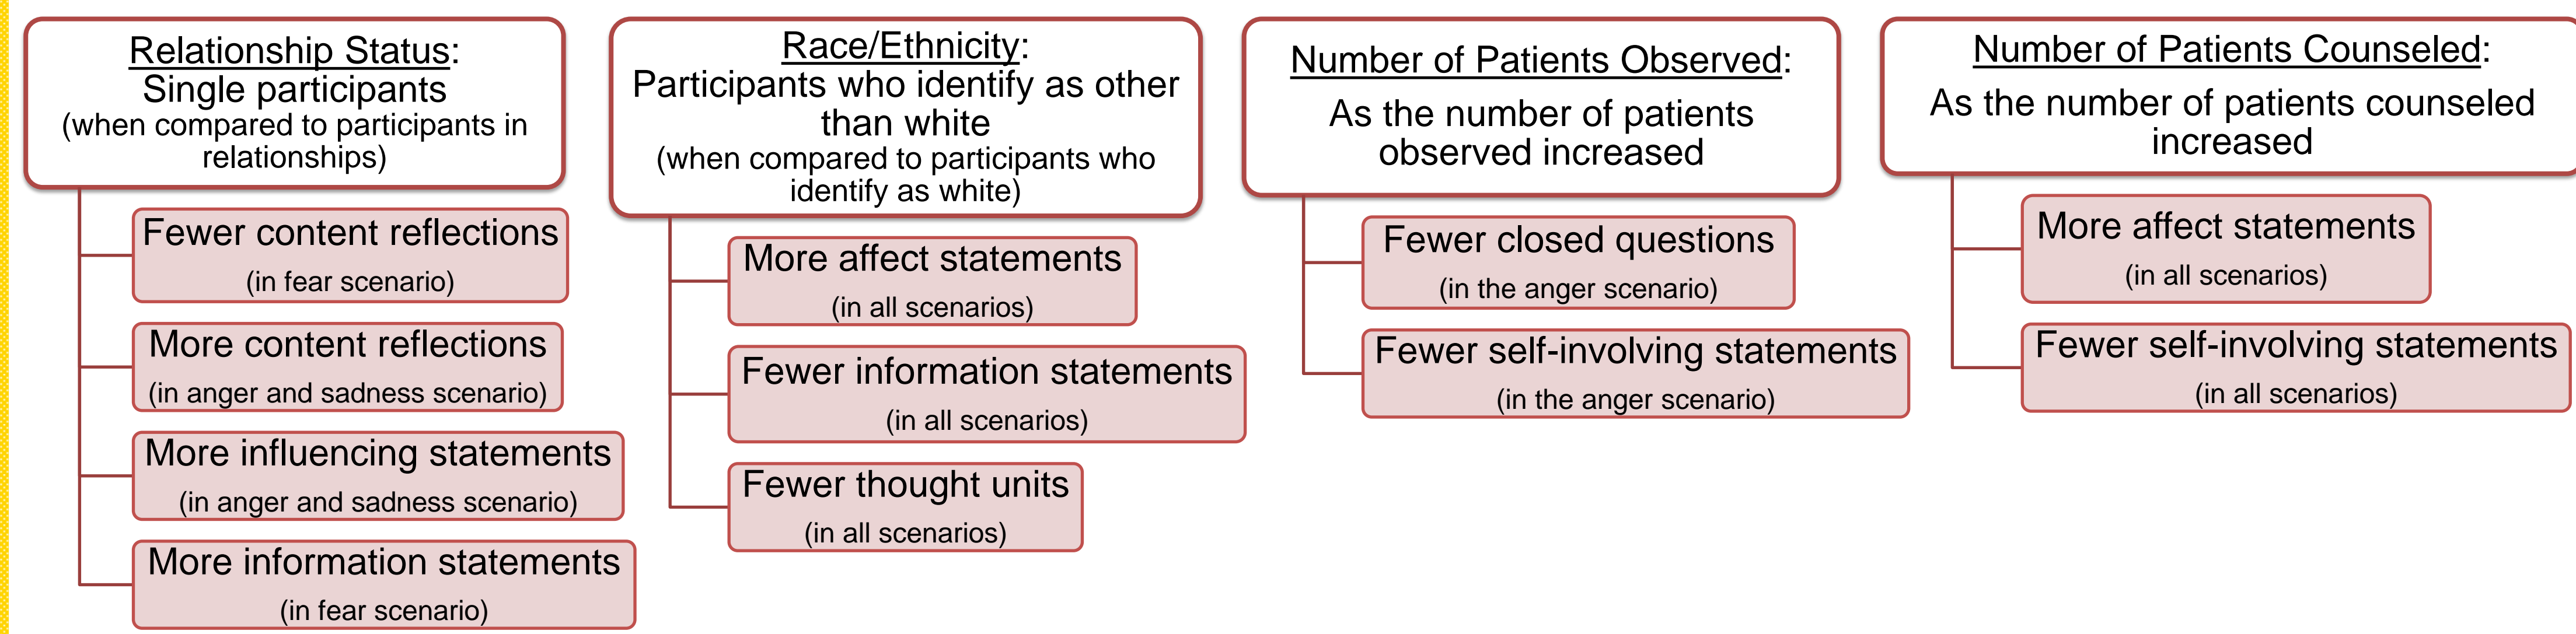 Relationship Status:
Single participants
(when compared to participants in
relationships)
Fewer content reflections
(in fear scenario)
More content reflections
(in anger and sadness scenario)
More influencing statements
(in anger and sadness scenario)
More information statements
(in fear scenario)
Race/Ethnicity:
Participants who identify as other
than white
(when compared to participants who
identify as white)
More affect statements
(in all scenarios)
Fewer information statements
(in all scenarios)
Fewer thought units
(in all scenarios)
Number of Patients Observed:
As the number of patients
observed increased
Fewer closed questions
(in the anger scenario)
Fewer self-involving statements
(in the anger scenario)
Number of Patients Counseled:
As the number of patients counseled
increased
More affect statements
(in all scenarios)
Fewer self-involving statements
(in all scenarios)